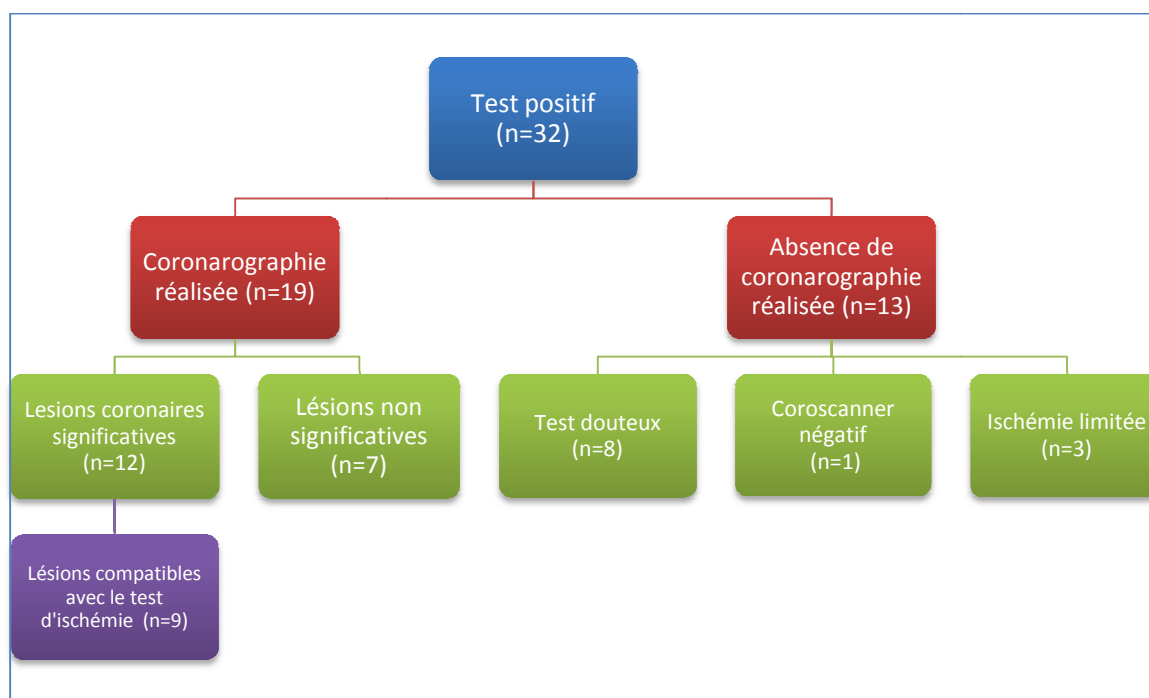 Test positif
(n=32)
Coronarographie
réalisée (n=19)
Absence de
coronarographie
réalisée (n=13)
Lesions coronaires
significatives
(n=12)
Lésions non
significatives
(n=7)
Test douteux
(n=8)
Coroscanner
négatif
(n=1)
Ischémie limitée
(n=3)
Lésions compatibles
avec le test
d'ischémie (n=9)